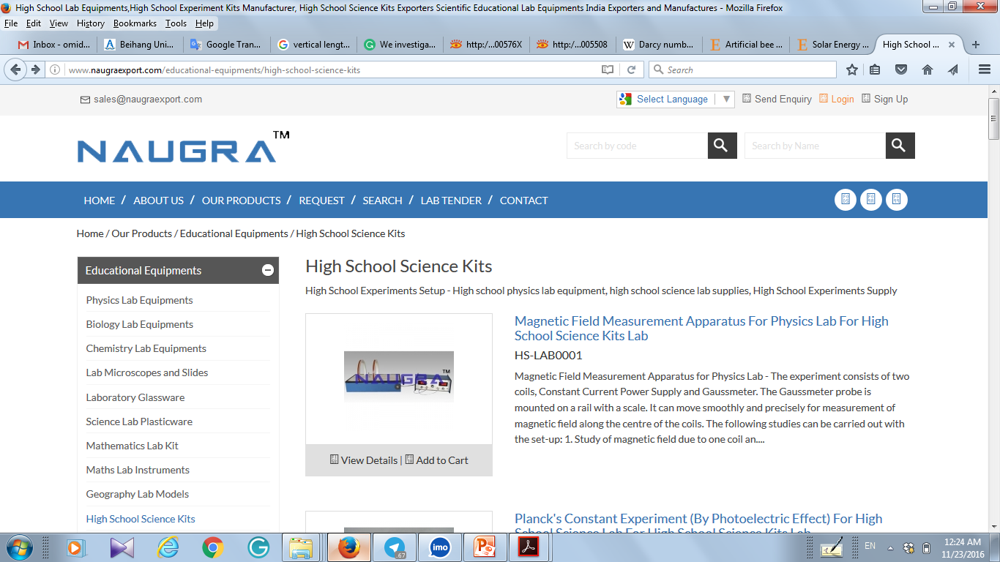 High School Lab Equipments,High School Experiment Kits Manufacturer, High School Science Kits Exporters Scientific Educational Lab Equipments India Exporters and Manufactures - Mozilla Firefox
File Edit View History Bookmarks Tools Help
Inbox - omid... Beihang Uni... Google Tran... vertical lengt... We investiga... http:/...00576X http:/...005508 Darcy numb... Artificial bee ... Solar Energy ... High School ...
www.naugraexport.com/educational-equipments/high-school-science-kits Search
sales@naugraexport.com Select Language Send Enquiry Login Sign Up
NAUGRA™
Search by code Search by Name
HOME / ABOUT US / OUR PRODUCTS / REQUEST / SEARCH / LAB TENDER / CONTACT
Home / Our Products / Educational Equipments / High School Science Kits
Educational Equipments
Physics Lab Equipments
Biology Lab Equipments
Chemistry Lab Equipments
Lab Microscopes and Slides
Laboratory Glassware
Science Lab Plasticware
Mathematics Lab Kit
Maths Lab Instruments
Geography Lab Models
High School Science Kits
High School Science Kits
High School Experiments Setup - High school physics lab equipment, high school science lab supplies, High School Experiments Supply
NAUGRA™
View Details | Add to Cart
Magnetic Field Measurement Apparatus For Physics Lab For High
School Science Kits Lab
HS-LAB0001
Magnetic Field Measurement Apparatus for Physics Lab - The experiment consists of two
coils, Constant Current Power Supply and Gaussmeter. The Gaussmeter probe is
mounted on a rail with a scale. It can move smoothly and precisely for measurement of
magnetic field along the centre of the coils. The following studies can be carried out with
the set-up: 1. Study of magnetic field due to one coil an....
Planck's Constant Experiment (By Photoelectric Effect) For High
School Science Lab For High School Science Kits Lab
.67 imo EN 12:24 AM
11/23/2016